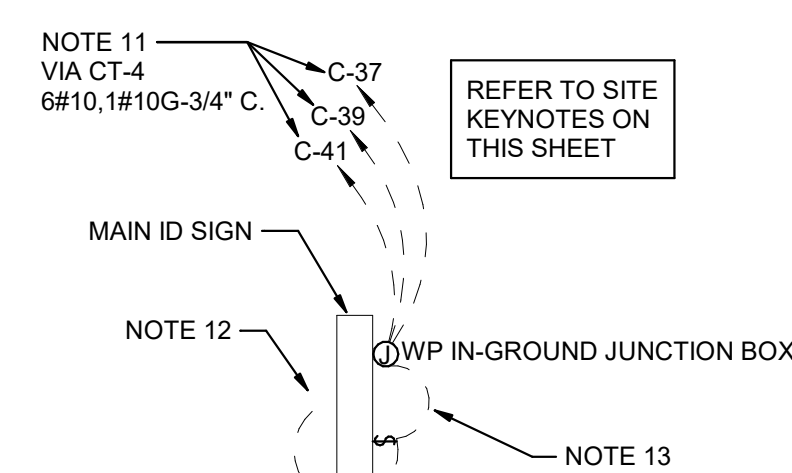 NOTE 11
VIA CT-4
6#10,1#10G-3/4" C.
C-37
C-39
C-41
REFER TO SITE
KEYNOTES ON
THIS SHEET
MAIN ID SIGN
NOTE 12
J
WP IN-GROUND JUNCTION BOX
$
NOTE 13